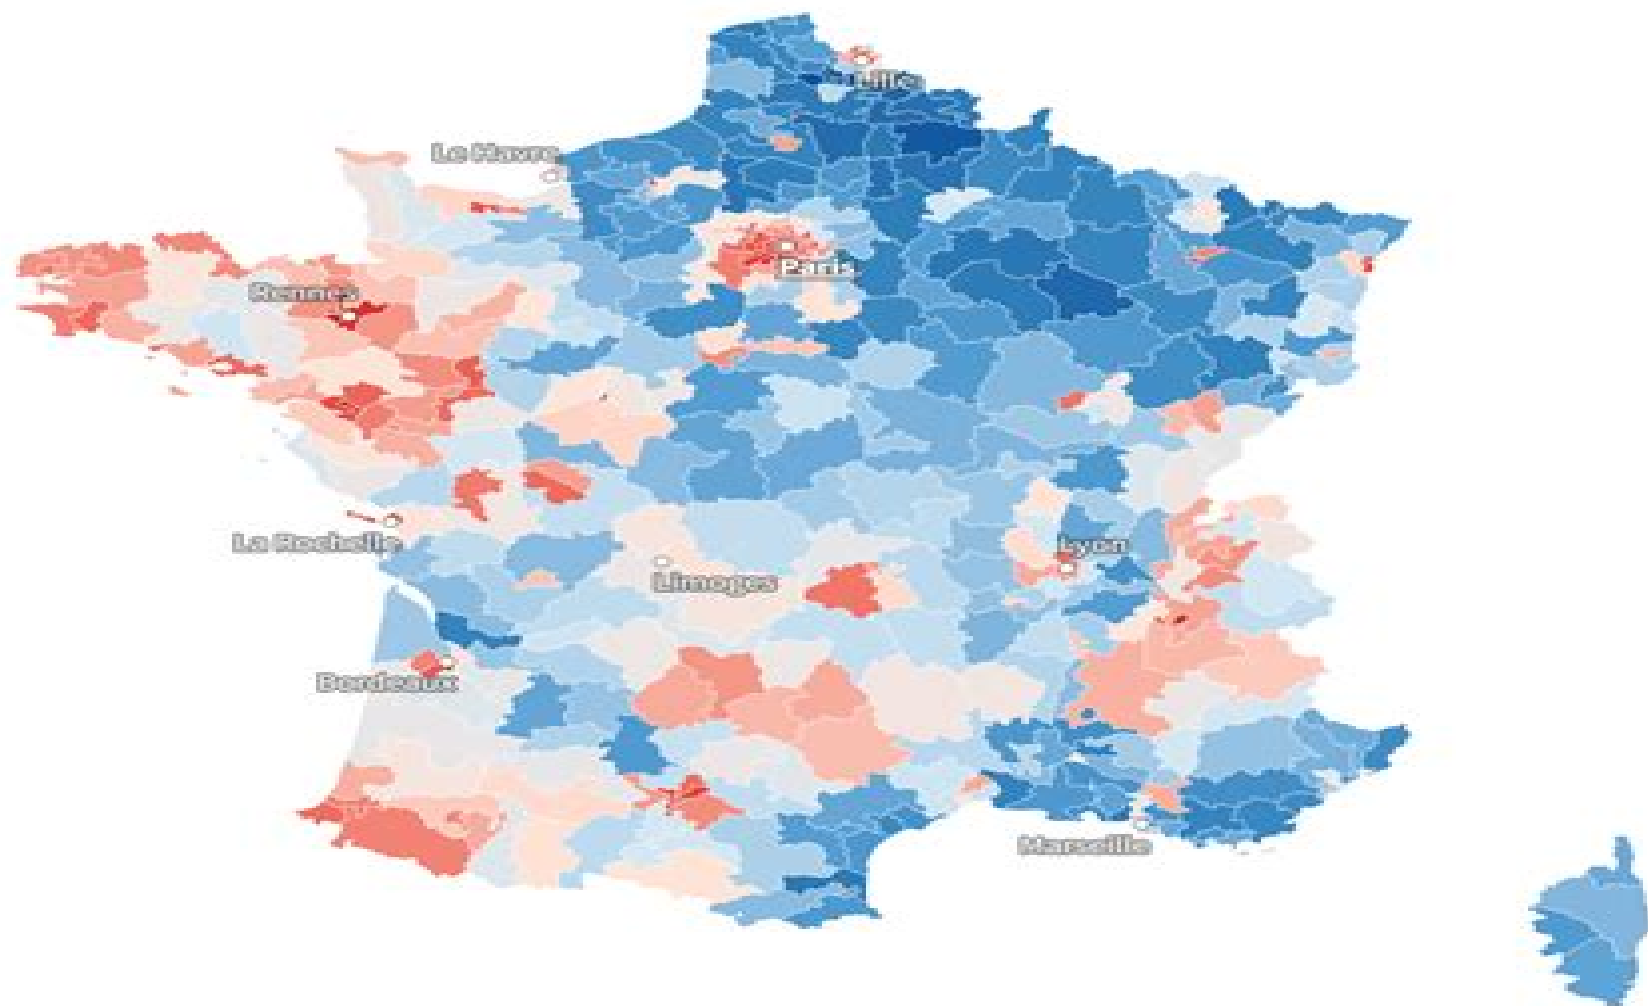 Lille
Le Havre
Paris
Rennes
La Rochelle
Lyon
Limoges
Bordeaux
Marseille